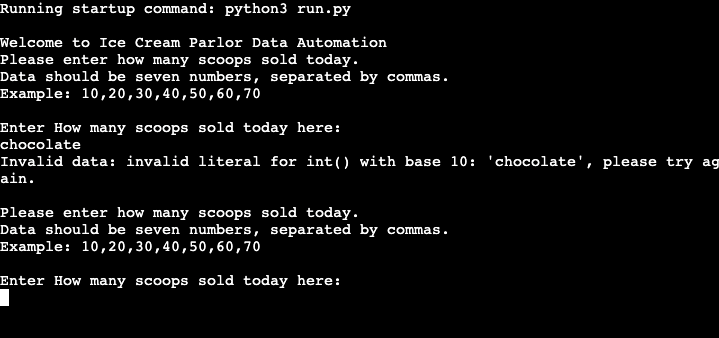 Running startup command: python3 run.py
Welcome to Ice Cream Parlor Data Automation
Please enter how many scoops sold today.
Data should be seven numbers, separated by commas.
Example: 10,20,30,40,50,60,70
Enter How many scoops sold today here:
chocolate
Invalid data: invalid literal for int() with base 10: 'chocolate', please try ag
ain.
Please enter how many scoops sold today.
Data should be seven numbers, separated by commas.
Example: 10,20,30,40,50,60,70
Enter How many scoops sold today here: